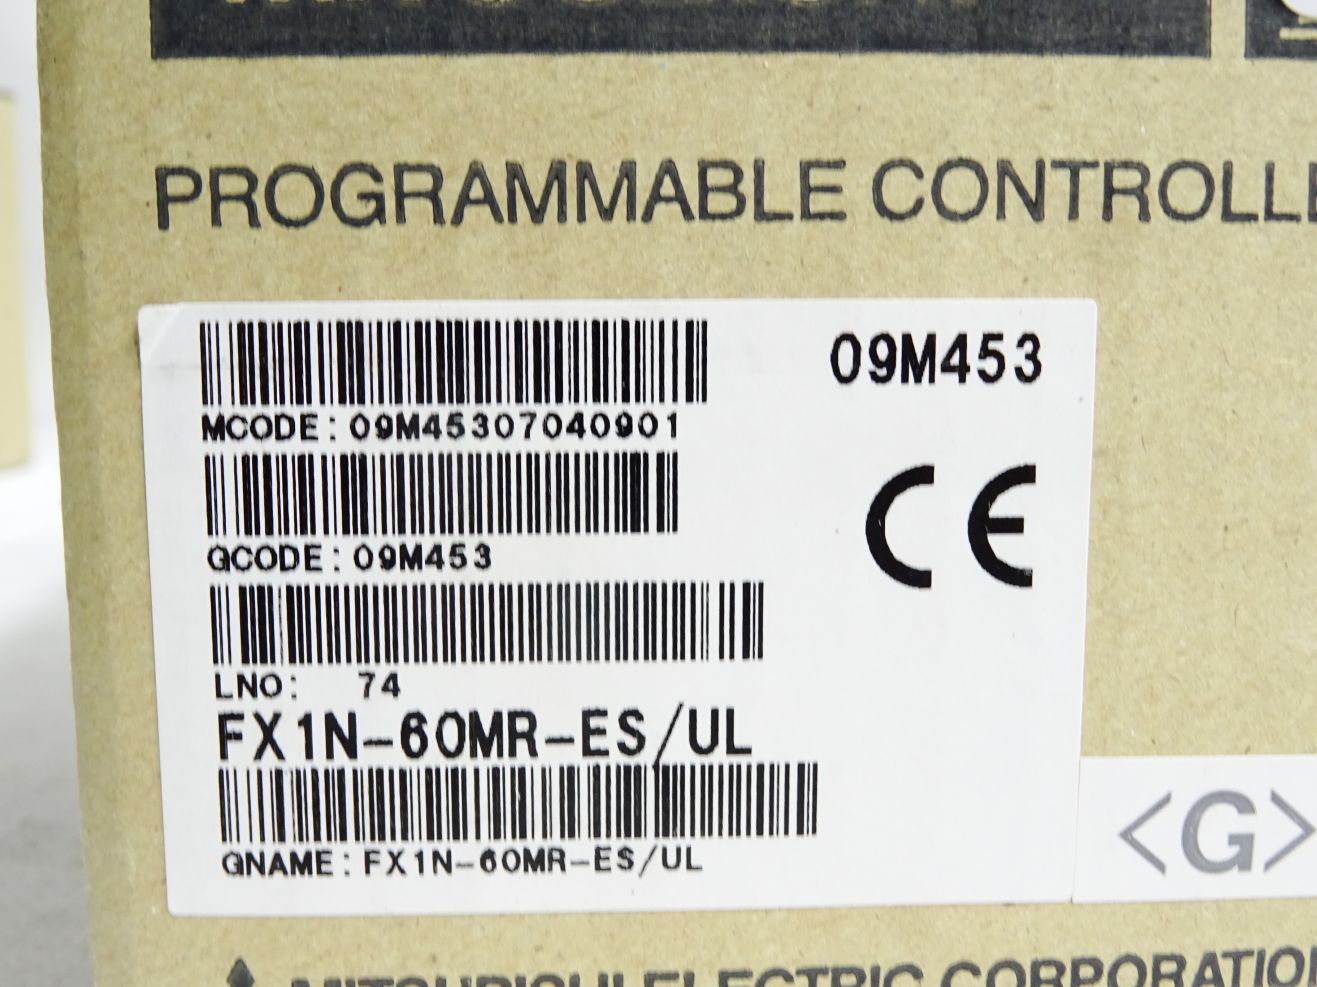 PROGRAMMABLE CONTROLLE
09M453
MCODE: 09M45307040901
GCODE: 09M453
CE
LNO: 74
FX1N-60MR-ES/UL
GNAME: FX1N-60MR-ES/UL
<G>
MITSUBISHI ELECTRIC CORPORATION